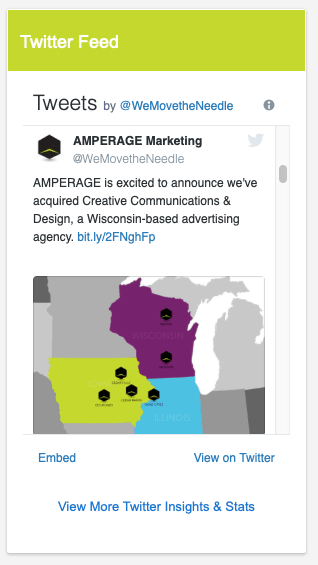 Twitter Feed
Tweets by @WeMovetheNeedle
AMPERAGE Marketing
@WeMovetheNeedle
AMPERAGE is excited to announce we've
acquired Creative Communications &
Design, a Wisconsin-based advertising
agency. bit.ly/2FNghFp
WISCONSIN
ILLINOIS
Embed
View on Twitter
View More Twitter Insights & Stats